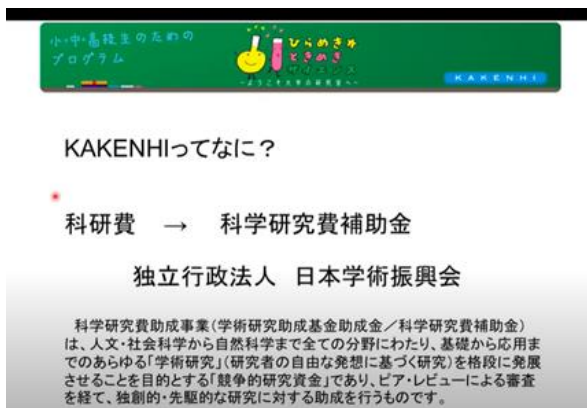 小・中・高校生のための
プログラム
ひらめき☆
ときめき
サイエンス
～ようこそ大学の研究室へ～
KAKENHI
KAKENHIってなに？
科研費 → 科学研究費補助金
独立行政法人 日本学術振興会
科学研究費助成事業(学術研究助成基金助成金／科学研究費補助金)
は、人文・社会科学から自然科学まで全ての分野にわたり、基礎から応用ま
でのあらゆる「学術研究」(研究者の自由な発想に基づく研究)を格段に発展
させることを目的とする「競争的研究資金」であり、ピア・レビューによる審査
を経て、独創的・先駆的な研究に対する助成を行うものです。